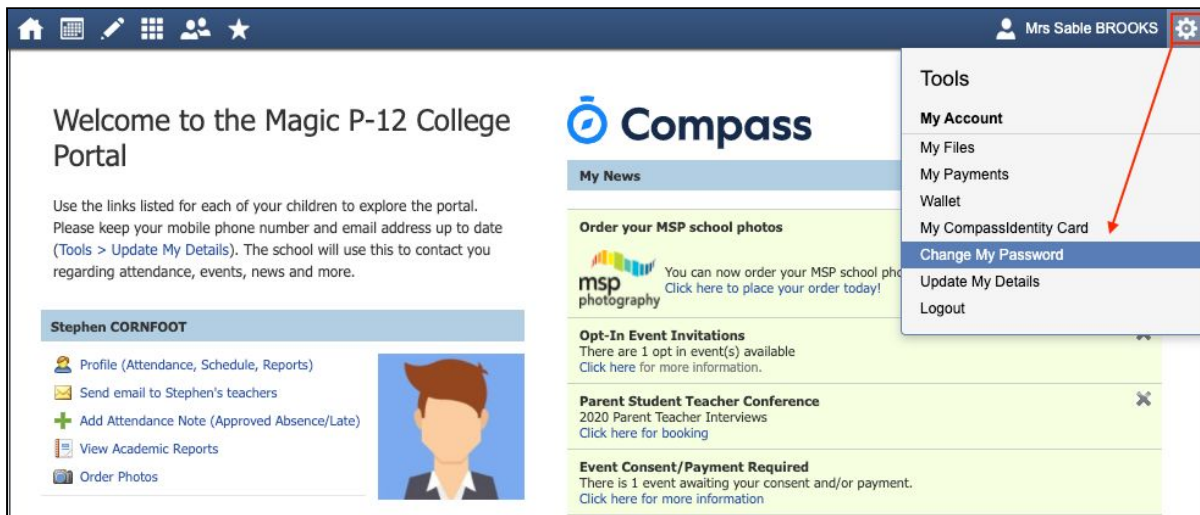 Mrs Sable BROOKS
Welcome to the Magic P-12 College
Portal
Use the links listed for each of your children to explore the portal.
Please keep your mobile phone number and email address up to date
(Tools > Update My Details). The school will use this to contact you
regarding attendance, events, news and more.
Stephen CORNFOOT
Profile (Attendance, Schedule, Reports)
Send email to Stephen's teachers
Add Attendance Note (Approved Absence/Late)
View Academic Reports
Order Photos
Compass
My News
Order your MSP school photos
msp
photography
You can now order your MSP school pho
Click here to place your order today!
Opt-In Event Invitations
There are 1 opt in event(s) available
Click here for more information.
Parent Student Teacher Conference
2020 Parent Teacher Interviews
Click here for booking
Event Consent/Payment Required
There is 1 event awaiting your consent and/or payment.
Click here for more information
Tools
My Account
My Files
My Payments
Wallet
My CompassIdentity Card
Change My Password
Update My Details
Logout